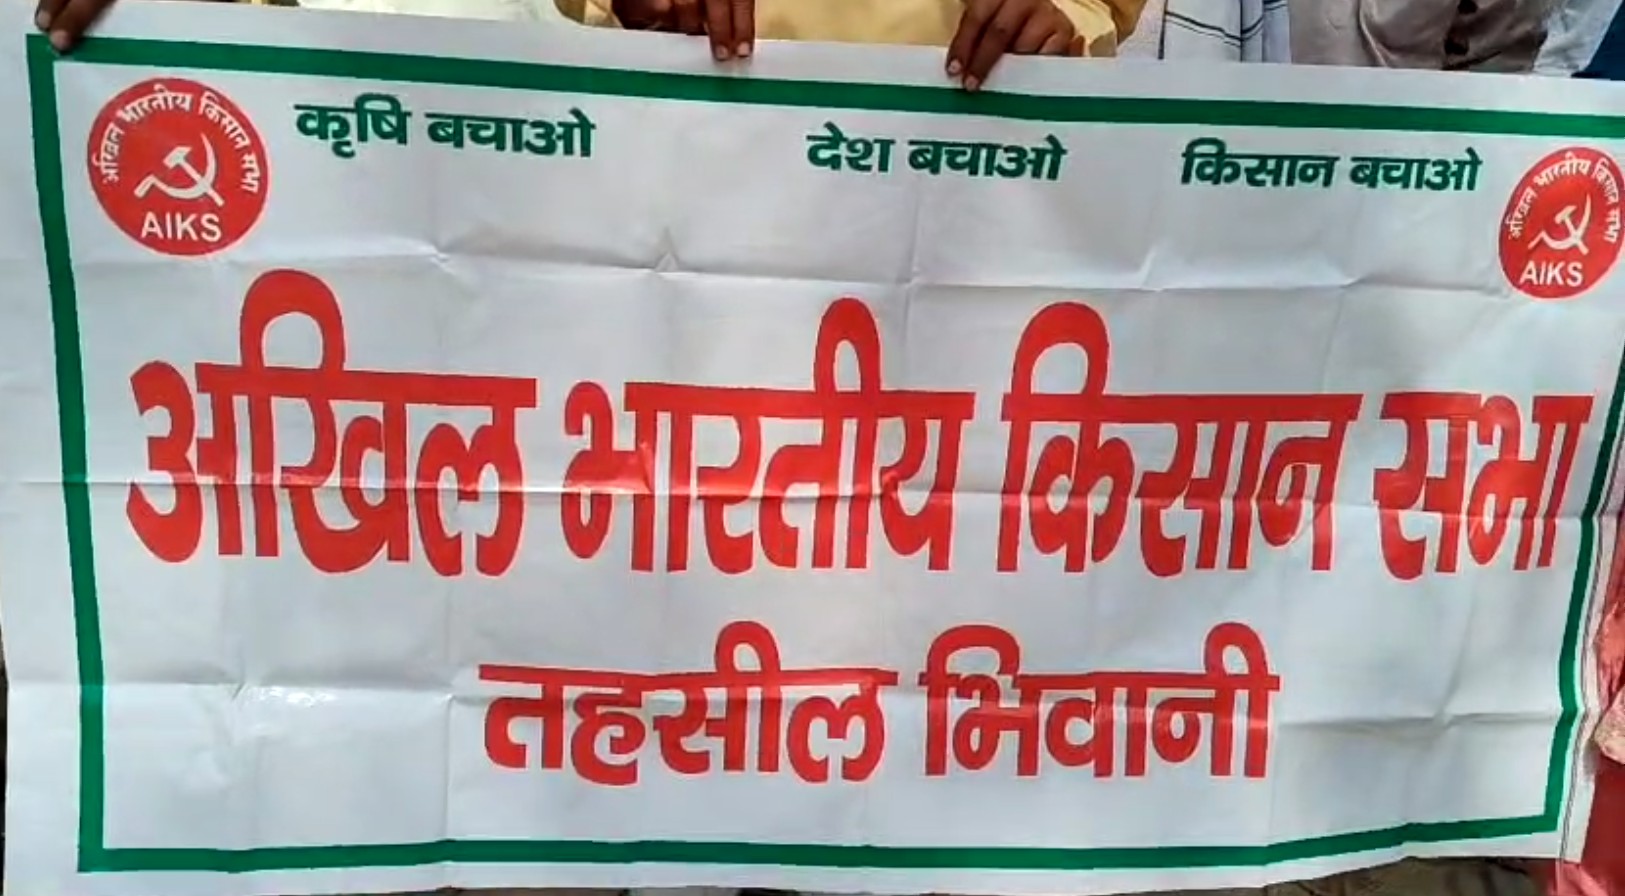 अखिल भारतीय किसान सभा
AIKS
कृषि बचाओ देश बचाओ किसान बचाओ
अखिल भारतीय किसान सभा
AIKS
अखिल भारतीय किसान सभा
तहसील भिवानी